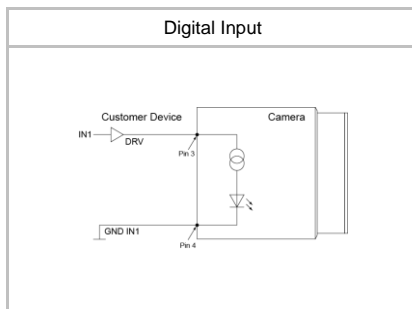 Digital Input
Customer Device
Camera
IN1
DRV
Pin 3
GND IN1
Pin 4